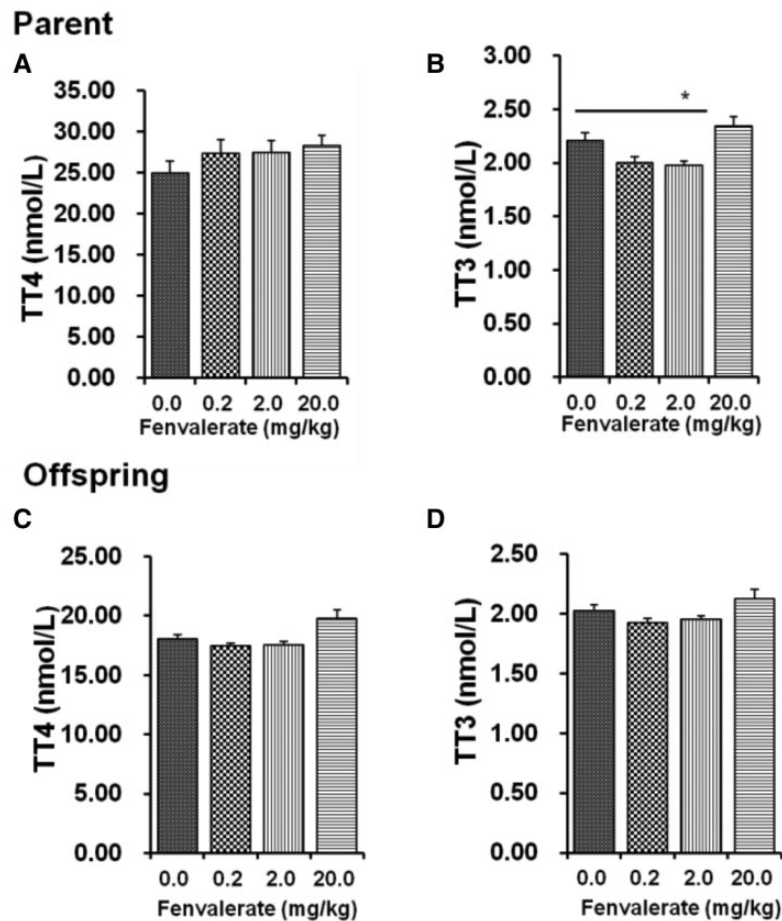 Parent
A
TT4 (nmol/L)
35.00
30.00
25.00
20.00
15.00
10.00
5.00
0.00
0.0 0.2 2.0 20.0
Fenvalerate (mg/kg)
B
TT3 (nmol/L)
3.00
2.50
2.00
1.50
1.00
0.50
0.00
*
0.0 0.2 2.0 20.0
Fenvalerate (mg/kg)
Offspring
C
TT4 (nmol/L)
25.00
20.00
15.00
10.00
5.00
0.00
0.0 0.2 2.0 20.0
Fenvalerate (mg/kg)
D
TT3 (nmol/L)
2.50
2.00
1.50
1.00
0.50
0.00
0.0 0.2 2.0 20.0
Fenvalerate (mg/kg)